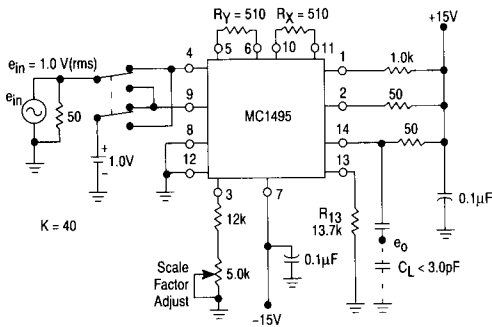 R_Y = 510
R_X = 510
+15V
e_in = 1.0 V(rms)
4
5
6
10
11
1
1.0k
e_in
50
9
MC1495
2
50
8
14
50
+
1.0V
−
12
13
3
7
0.1µF
K = 40
12k
R13
13.7k
e_o
Scale
Factor
Adjust
5.0k
0.1µF
C_L < 3.0pF
−15V